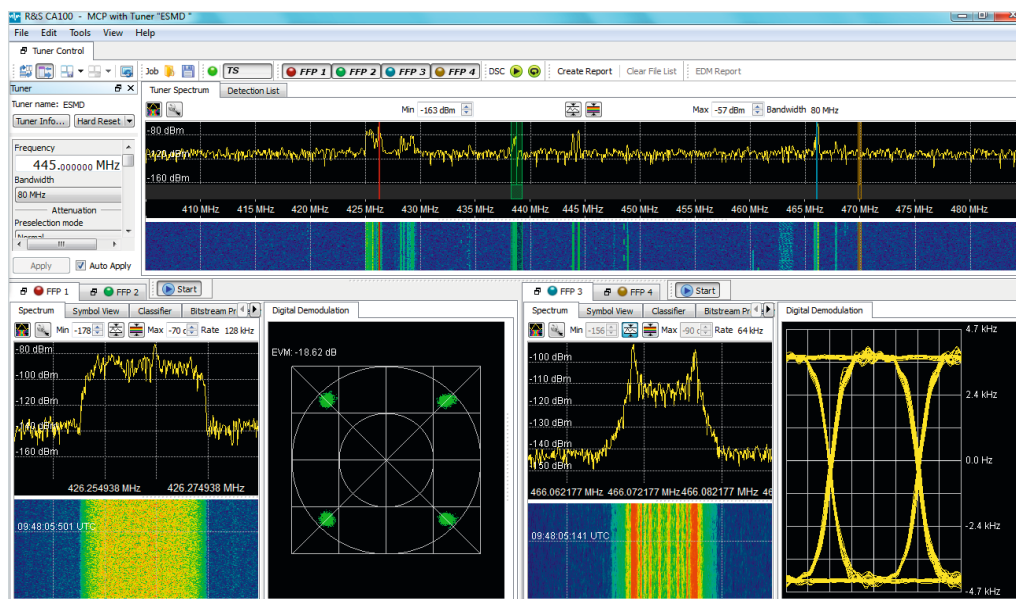 R&S CA100 - MCP with Tuner "ESMD"
File Edit Tools View Help
Tuner Control
Job TS FFP 1 FFP 2 FFP 3 FFP 4 DSC Create Report Clear File List EDM Report
Tuner
Tuner name: ESMD
Tuner Info... Hard Reset
Frequency
445.000000 MHz
Bandwidth
80 MHz
Attenuation
Preselection mode
Normal
Apply Auto Apply
Tuner Spectrum Detection List
Min -163 dBm Max -57 dBm Bandwidth 80 MHz
-80 dBm
-120 dBm
-160 dBm
410 MHz 415 MHz 420 MHz 425 MHz 430 MHz 435 MHz 440 MHz 445 MHz 450 MHz 455 MHz 460 MHz 465 MHz 470 MHz 475 MHz 480 MHz
FFP 1 FFP 2 Start
Spectrum Symbol View Classifier Bitstream Pr
Min -178 Max -70 d Rate 128 kHz
-80 dBm
-100 dBm
-120 dBm
-140 dBm
-160 dBm
426.254938 MHz 426.274938 MHz
09:48:05:501 UTC
Digital Demodulation
EVM: -18.62 dB
FFP 3 FFP 4 Start
Spectrum Symbol View Classifier Bitstream Pr
Min -156 Max -90 d Rate 64 kHz
-100 dBm
-110 dBm
-120 dBm
-130 dBm
-140 dBm
-150 dBm
466.062177 MHz 466.072177 MHz 466.082177 MHz 46
09:48:05:141 UTC
Digital Demodulation
4.7 kHz
2.4 kHz
0.0 Hz
-2.4 kHz
-4.7 kHz